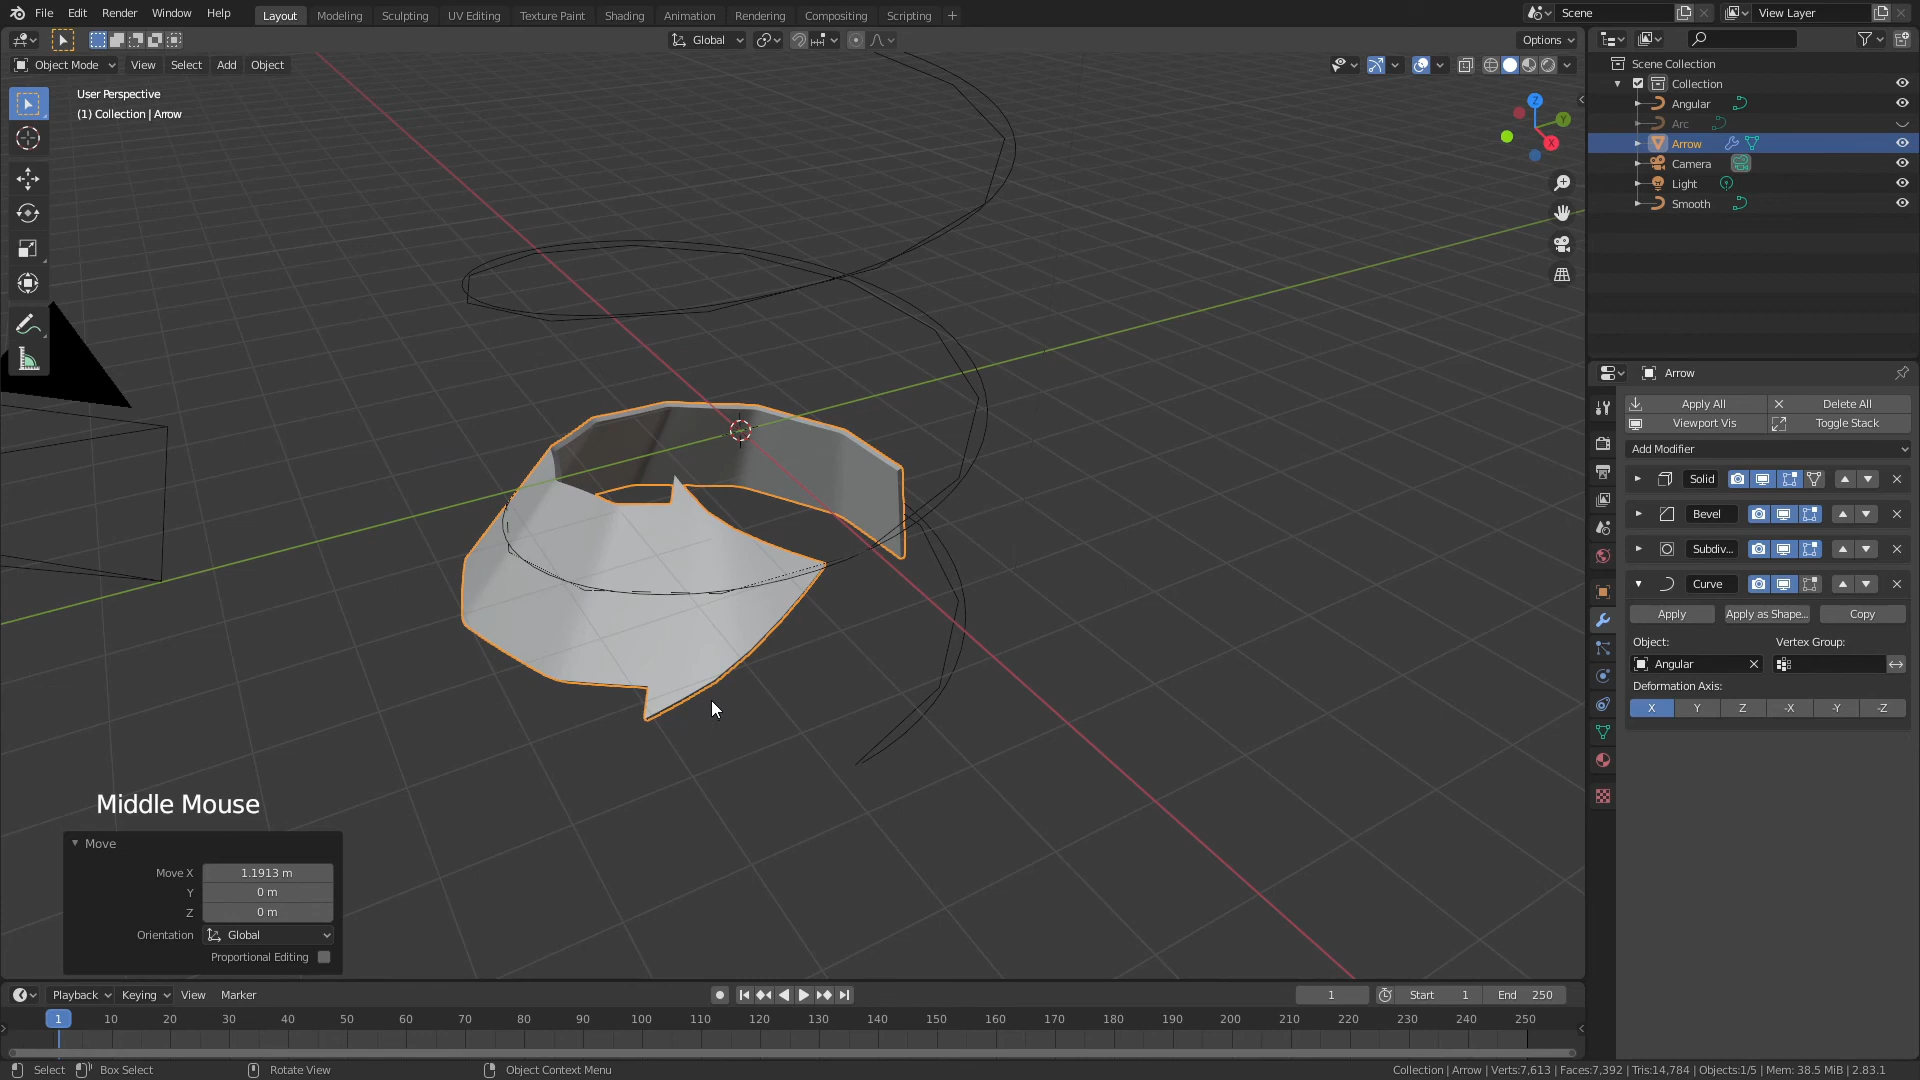 File Edit Render Window Help Layout Modeling Sculpting UV Editing Texture Paint Shading Animation Rendering Compositing Scripting + Scene View Layer
Global Options
Object Mode View Select Add Object
User Perspective
(1) Collection | Arrow
Z
Y
X
Scene Collection
Collection
Angular
Arc
Arrow
Camera
Light
Smooth
Arrow
Apply All Delete All
Viewport Vis Toggle Stack
Add Modifier
Solid
Bevel
Subdiv...
Curve
Apply Apply as Shape... Copy
Object: Vertex Group:
Angular
Deformation Axis:
X Y Z -X -Y -Z
Middle Mouse
Move
Move X 1.1913 m
Y 0 m
Z 0 m
Orientation Global
Proportional Editing
Playback Keying View Marker 1 Start 1 End 250
1 10 20 30 40 50 60 70 80 90 100 110 120 130 140 150 160 170 180 190 200 210 220 230 240 250
Select Box Select Rotate View Object Context Menu Collection | Arrow | Verts:7,613 | Faces:7,392 | Tris:14,784 | Objects:1/5 | Mem: 38.5 MiB | 2.83.1